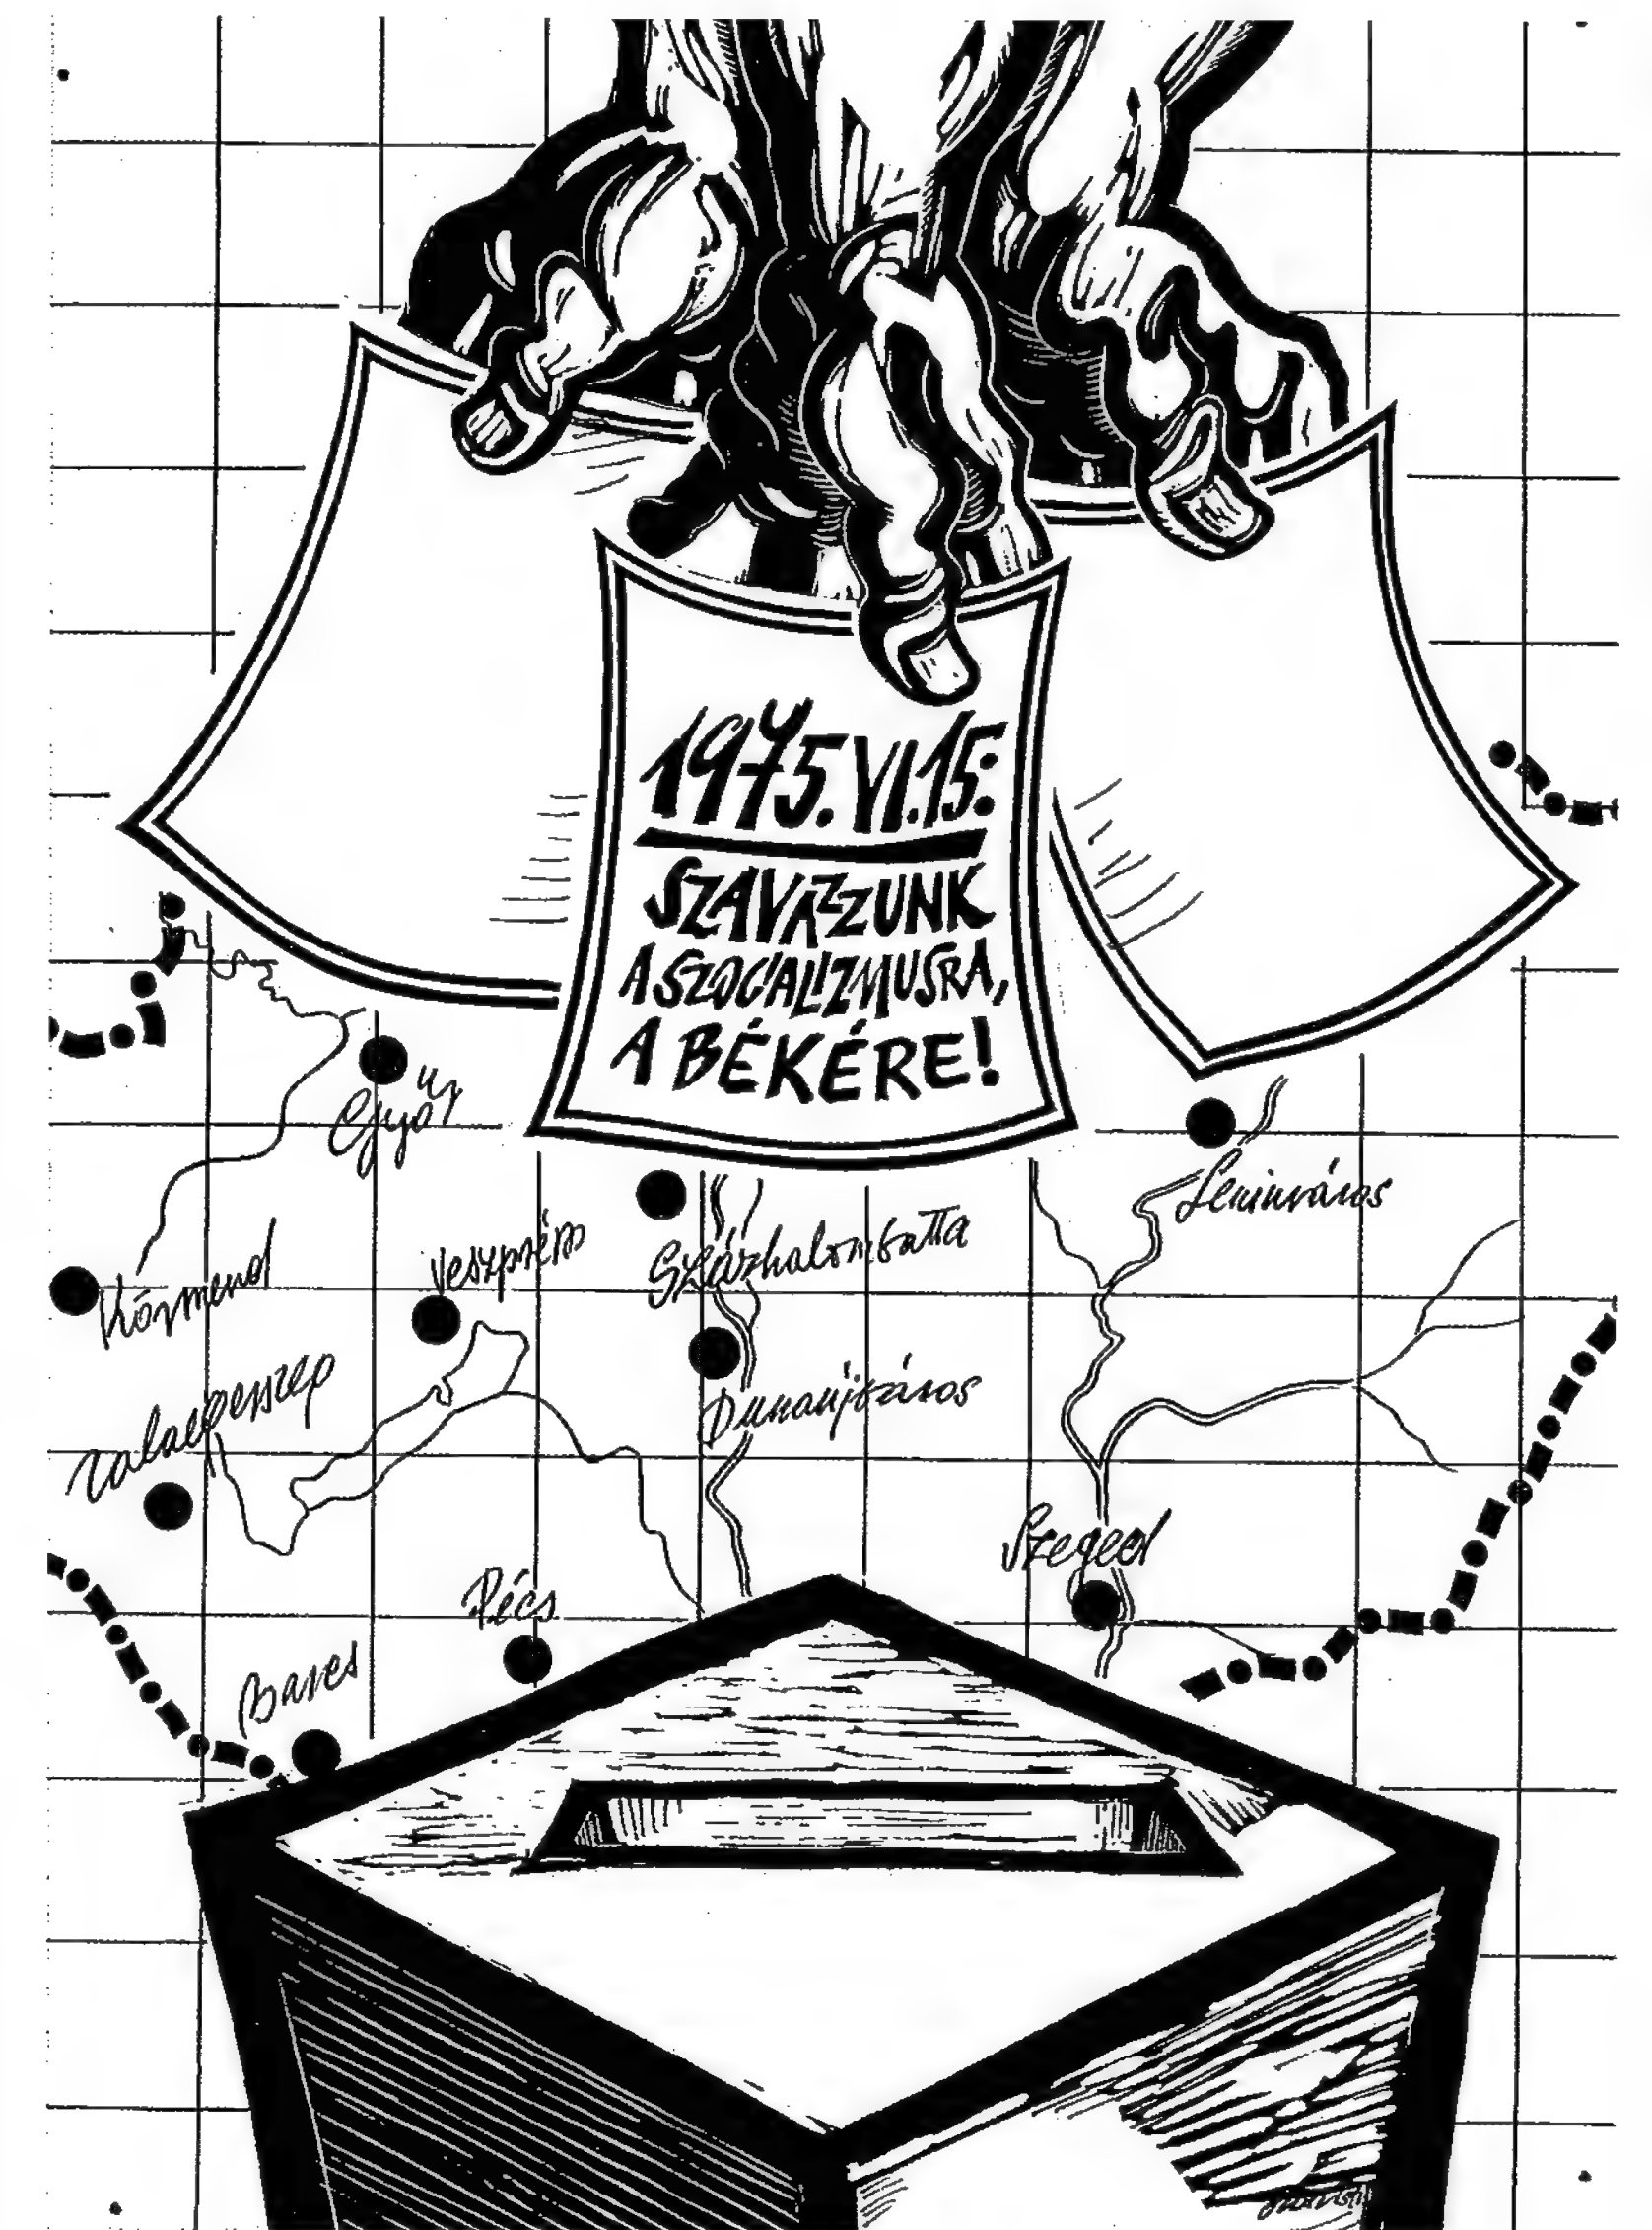 1975. VI. 15:
SZAVAZZUNK
A SZOCIALIZMUSRA,
A BÉKÉRE!
Győr
Leninváros
Körmend
Veszprém
Százhalombatta
Zalaegerszeg
Dunaújváros
Szeged
Pécs
Barcs